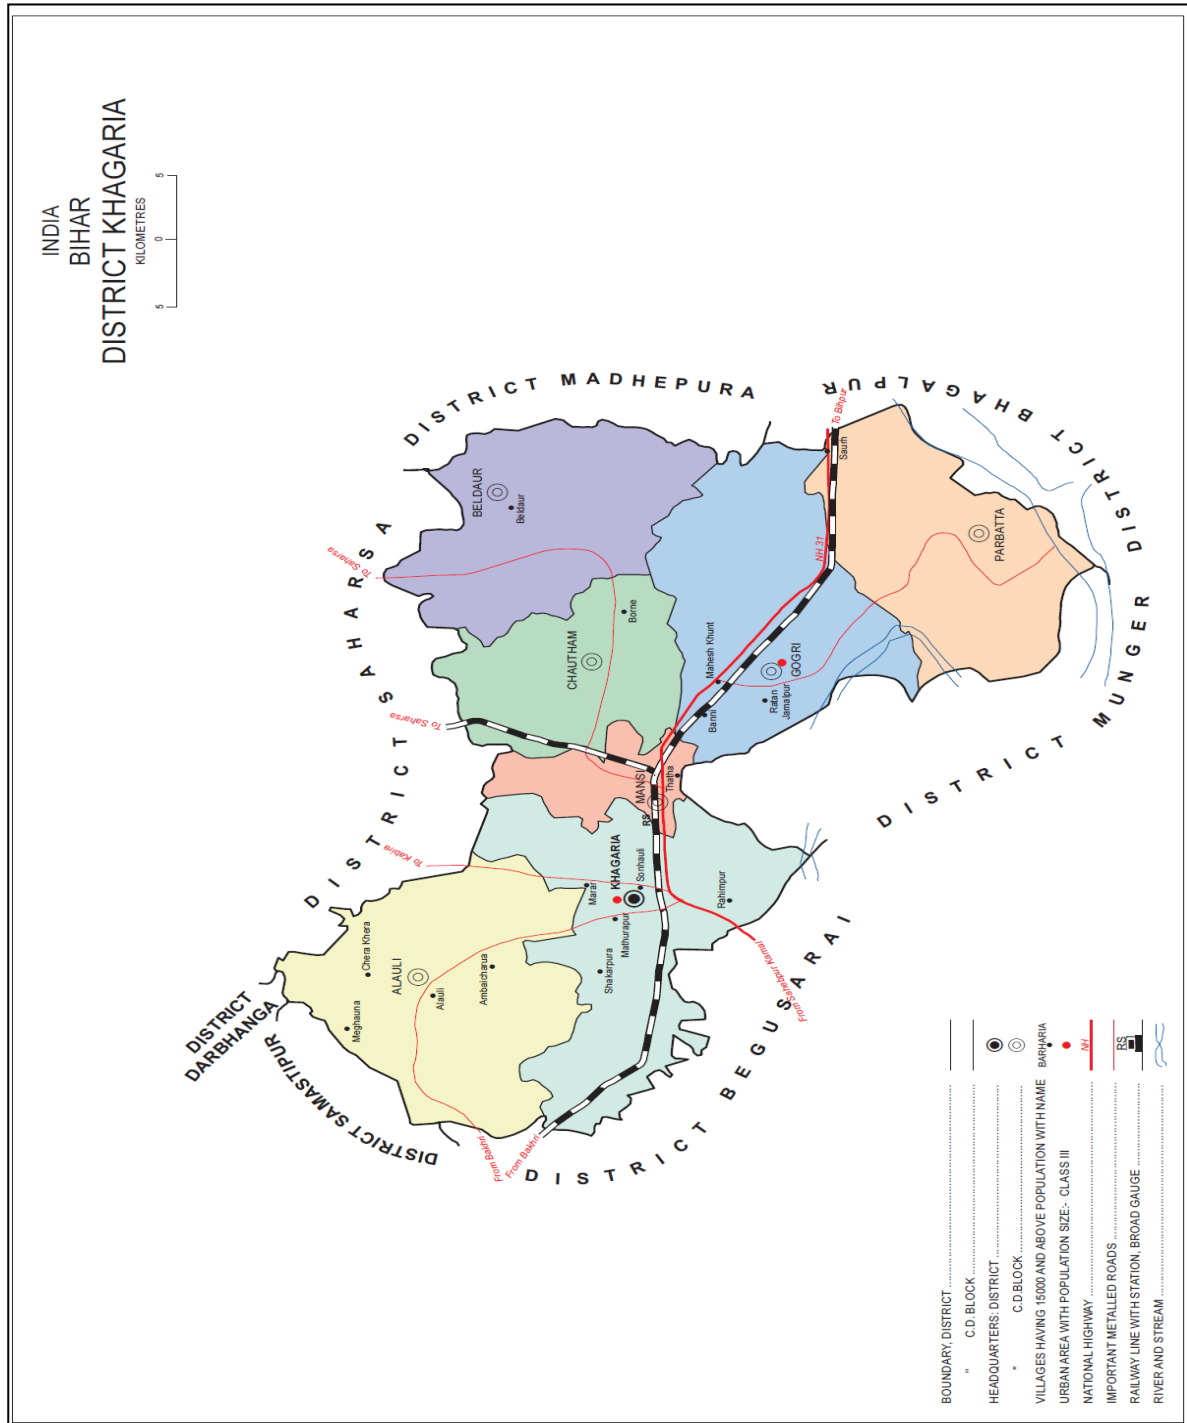 INDIA
BIHAR
DISTRICT KHAGARIA
KILOMETRES
5 0 5
DISTRICT DARBHANGA
DISTRICT SAMASTIPUR
DISTRICT SAHARSA
DISTRICT MADHEPURA
DISTRICT BHAGALPUR
DISTRICT MUNGER
DISTRICT BEGUSARAI
To Saharsa
To Saharsa
To Kabira
From Bakhri
From Bakhri
From Sahebpur Kamal
To Bihpur
NH 31
BELDAUR
Beldaur
CHAUTHAM
Borne
MANSI
RS
Thatha
ALAULI
Alauli
Chera Khera
Meghauna
Ambaicharua
KHAGARIA
Sonhauli
Marar
Mathurapur
Shakarpura
Rahimpur
Mahesh Khunt
Banni
GOGRI
Ratan
Jamalpur
Saurh
PARBATTA
BOUNDARY, DISTRICT
" C.D. BLOCK
HEADQUARTERS: DISTRICT
" C.D.BLOCK
VILLAGES HAVING 15000 AND ABOVE POPULATION WITH NAME BARHARIA
URBAN AREA WITH POPULATION SIZE:- CLASS III
NATIONAL HIGHWAY NH
IMPORTANT METALLED ROADS
RAILWAY LINE WITH STATION, BROAD GAUGE RS
RIVER AND STREAM